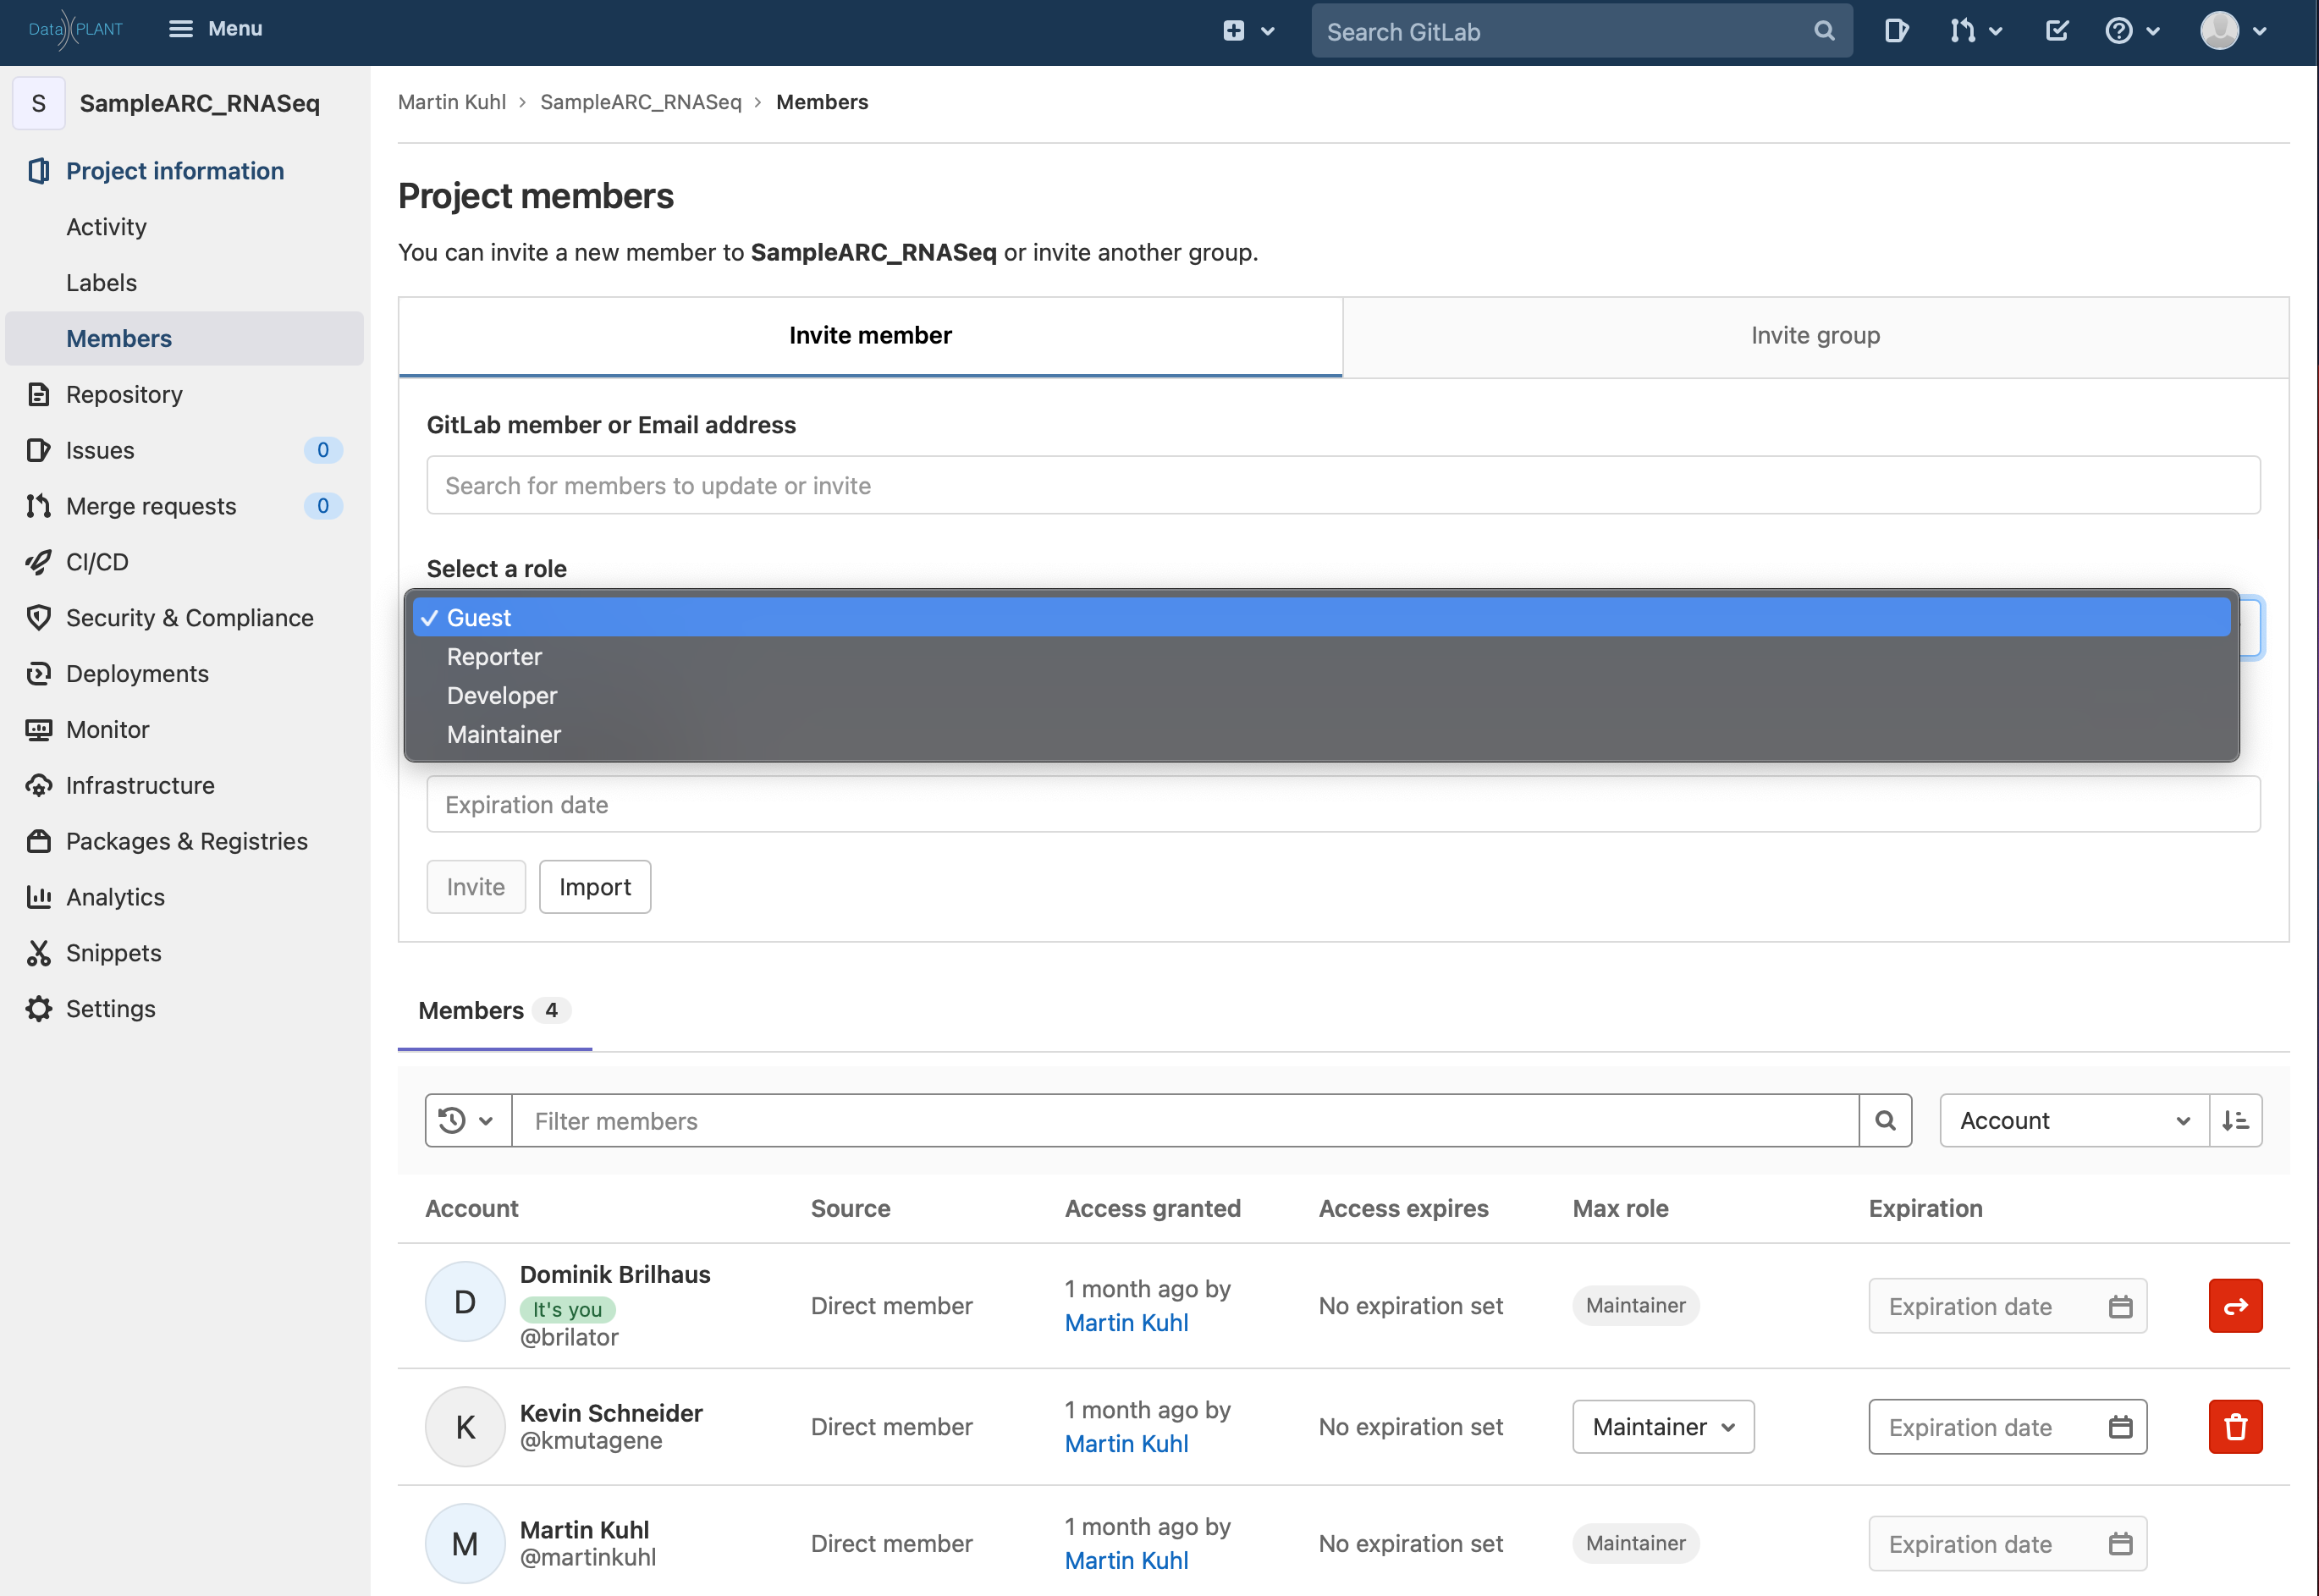 DataPLANT
Menu
Search GitLab
S SampleARC_RNASeq
Project information
Activity
Labels
Members
Repository
Issues 0
Merge requests 0
CI/CD
Security & Compliance
Deployments
Monitor
Infrastructure
Packages & Registries
Analytics
Snippets
Settings
Martin Kuhl › SampleARC_RNASeq › Members
Project members
You can invite a new member to SampleARC_RNASeq or invite another group.
Invite member Invite group
GitLab member or Email address
Search for members to update or invite
Select a role
✓ Guest
Reporter
Developer
Maintainer
Expiration date
Invite Import
Members 4
Filter members Account
Account Source Access granted Access expires Max role Expiration
D Dominik Brilhaus
It's you
@brilator
Direct member
1 month ago by
Martin Kuhl
No expiration set
Maintainer
Expiration date
K Kevin Schneider
@kmutagene
Direct member
1 month ago by
Martin Kuhl
No expiration set
Maintainer
Expiration date
M Martin Kuhl
@martinkuhl
Direct member
1 month ago by
Martin Kuhl
No expiration set
Maintainer
Expiration date